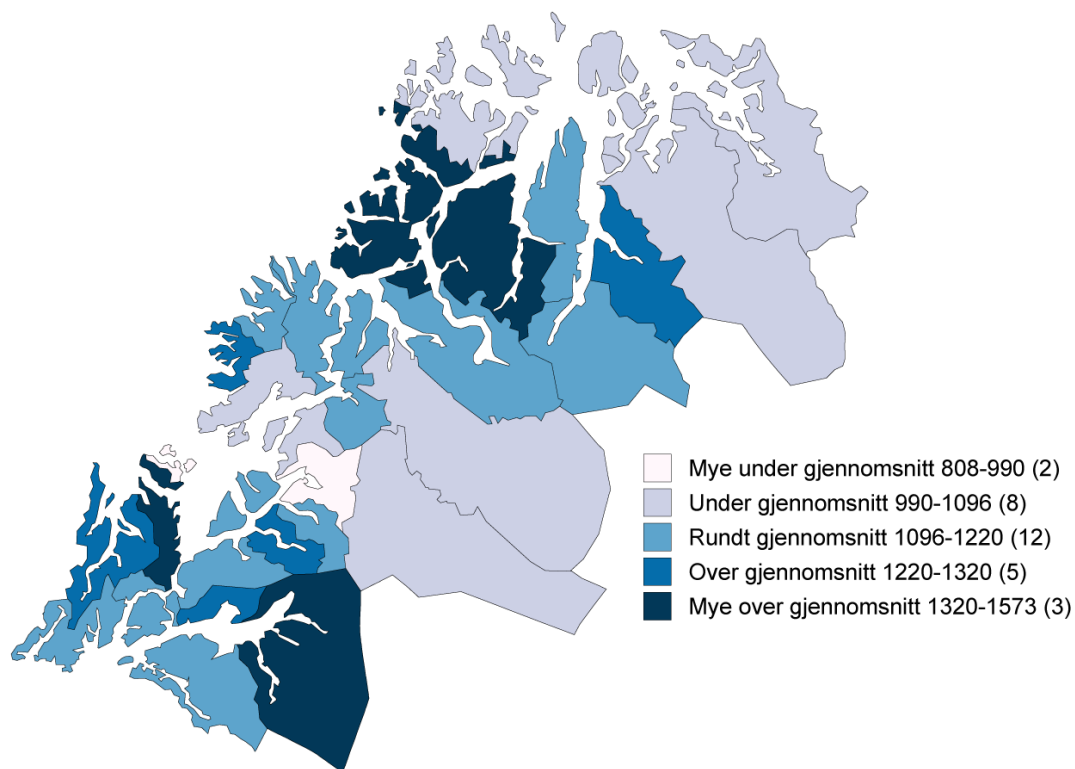 Mye under gjennomsnitt 808-990 (2)
Under gjennomsnitt 990-1096 (8)
Rundt gjennomsnitt 1096-1220 (12)
Over gjennomsnitt 1220-1320 (5)
Mye over gjennomsnitt 1320-1573 (3)